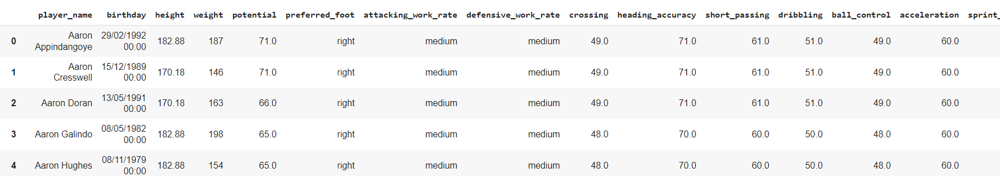 player_name birthday height weight potential preferred_foot attacking_work_rate defensive_work_rate crossing heading_accuracy short_passing dribbling ball_control acceleration sprint_
0 Aaron Appindangoye 29/02/1992 00:00 182.88 187 71.0 right medium medium 49.0 71.0 61.0 51.0 49.0 60.0
1 Aaron Cresswell 15/12/1989 00:00 170.18 146 71.0 right medium medium 49.0 71.0 61.0 51.0 49.0 60.0
2 Aaron Doran 13/05/1991 00:00 170.18 163 66.0 right medium medium 49.0 71.0 61.0 51.0 49.0 60.0
3 Aaron Galindo 08/05/1982 00:00 182.88 198 65.0 right medium medium 48.0 70.0 60.0 50.0 48.0 60.0
4 Aaron Hughes 08/11/1979 00:00 182.88 154 65.0 right medium medium 48.0 70.0 60.0 50.0 48.0 60.0